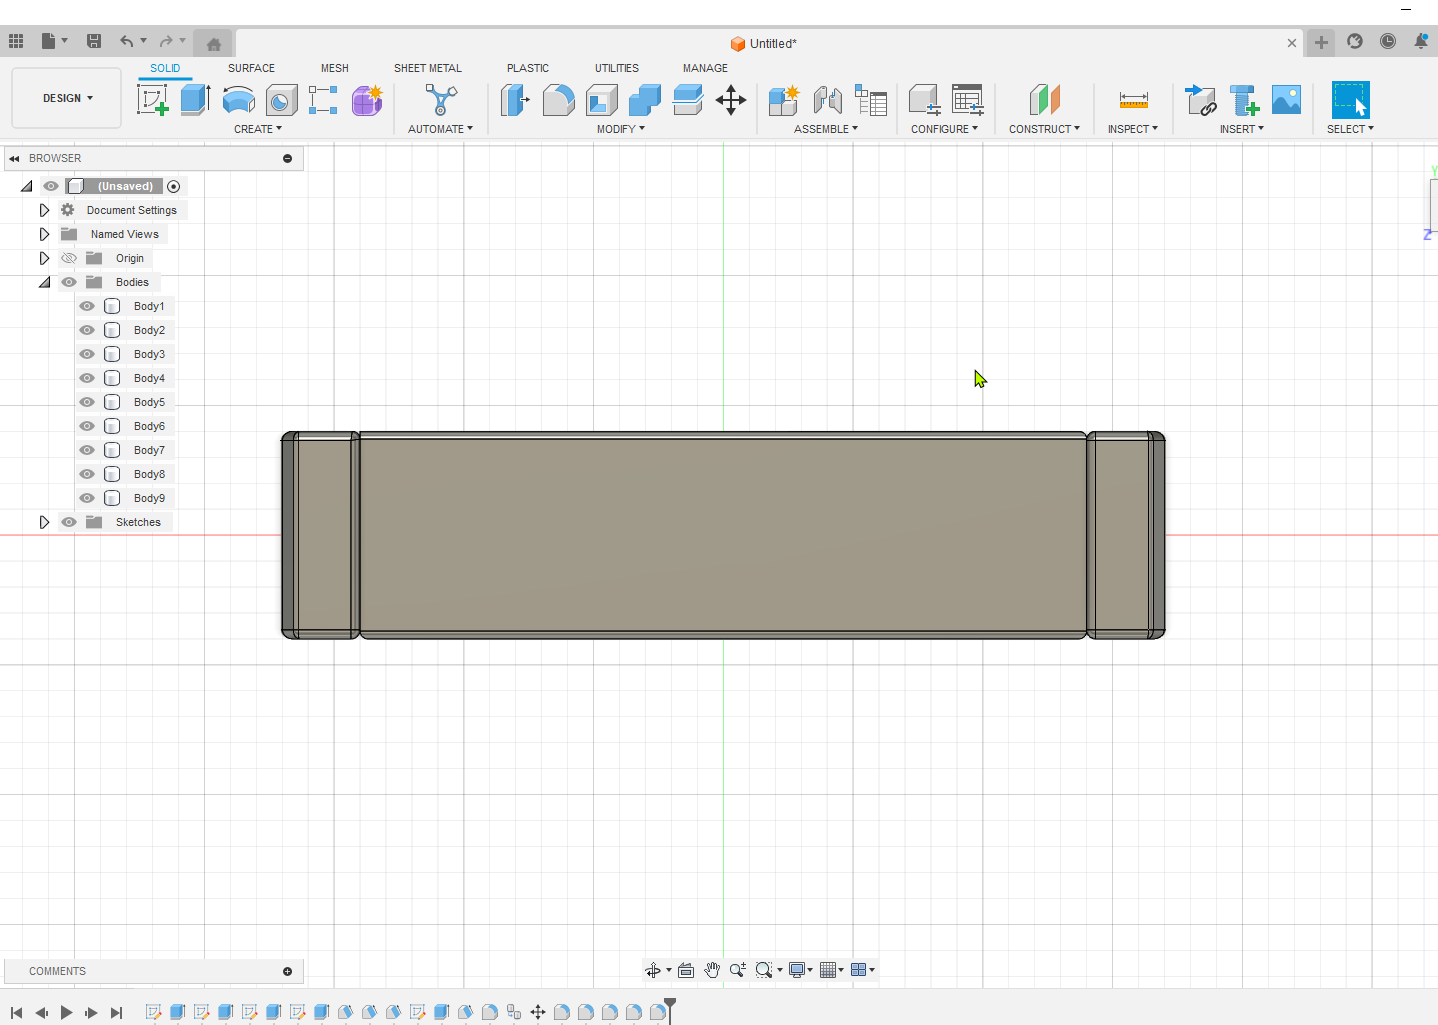 Untitled*
SOLID SURFACE MESH SHEET METAL PLASTIC UTILITIES MANAGE
DESIGN
CREATE AUTOMATE MODIFY ASSEMBLE CONFIGURE CONSTRUCT INSPECT INSERT SELECT
BROWSER
(Unsaved)
Document Settings
Named Views
Origin
Bodies
Body1
Body2
Body3
Body4
Body5
Body6
Body7
Body8
Body9
Sketches
Y
Z
COMMENTS